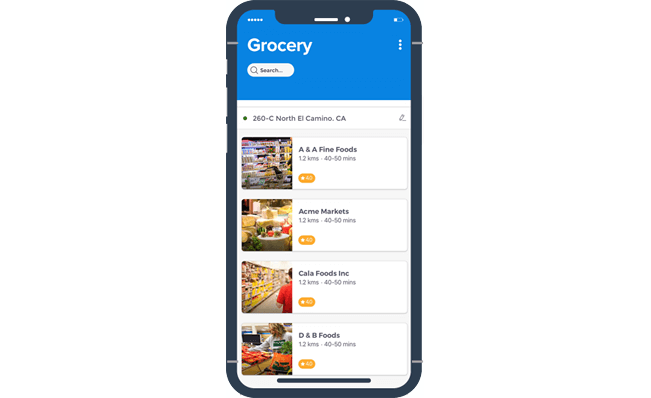 Grocery
Search...
260-C North El Camino. CA
A & A Fine Foods
1.2 kms - 40-50 mins
4.0
Acme Markets
1.2 kms - 40-50 mins
4.0
Cala Foods Inc
1.2 kms - 40-50 mins
4.0
D & B Foods
1.2 kms - 40-50 mins
4.0